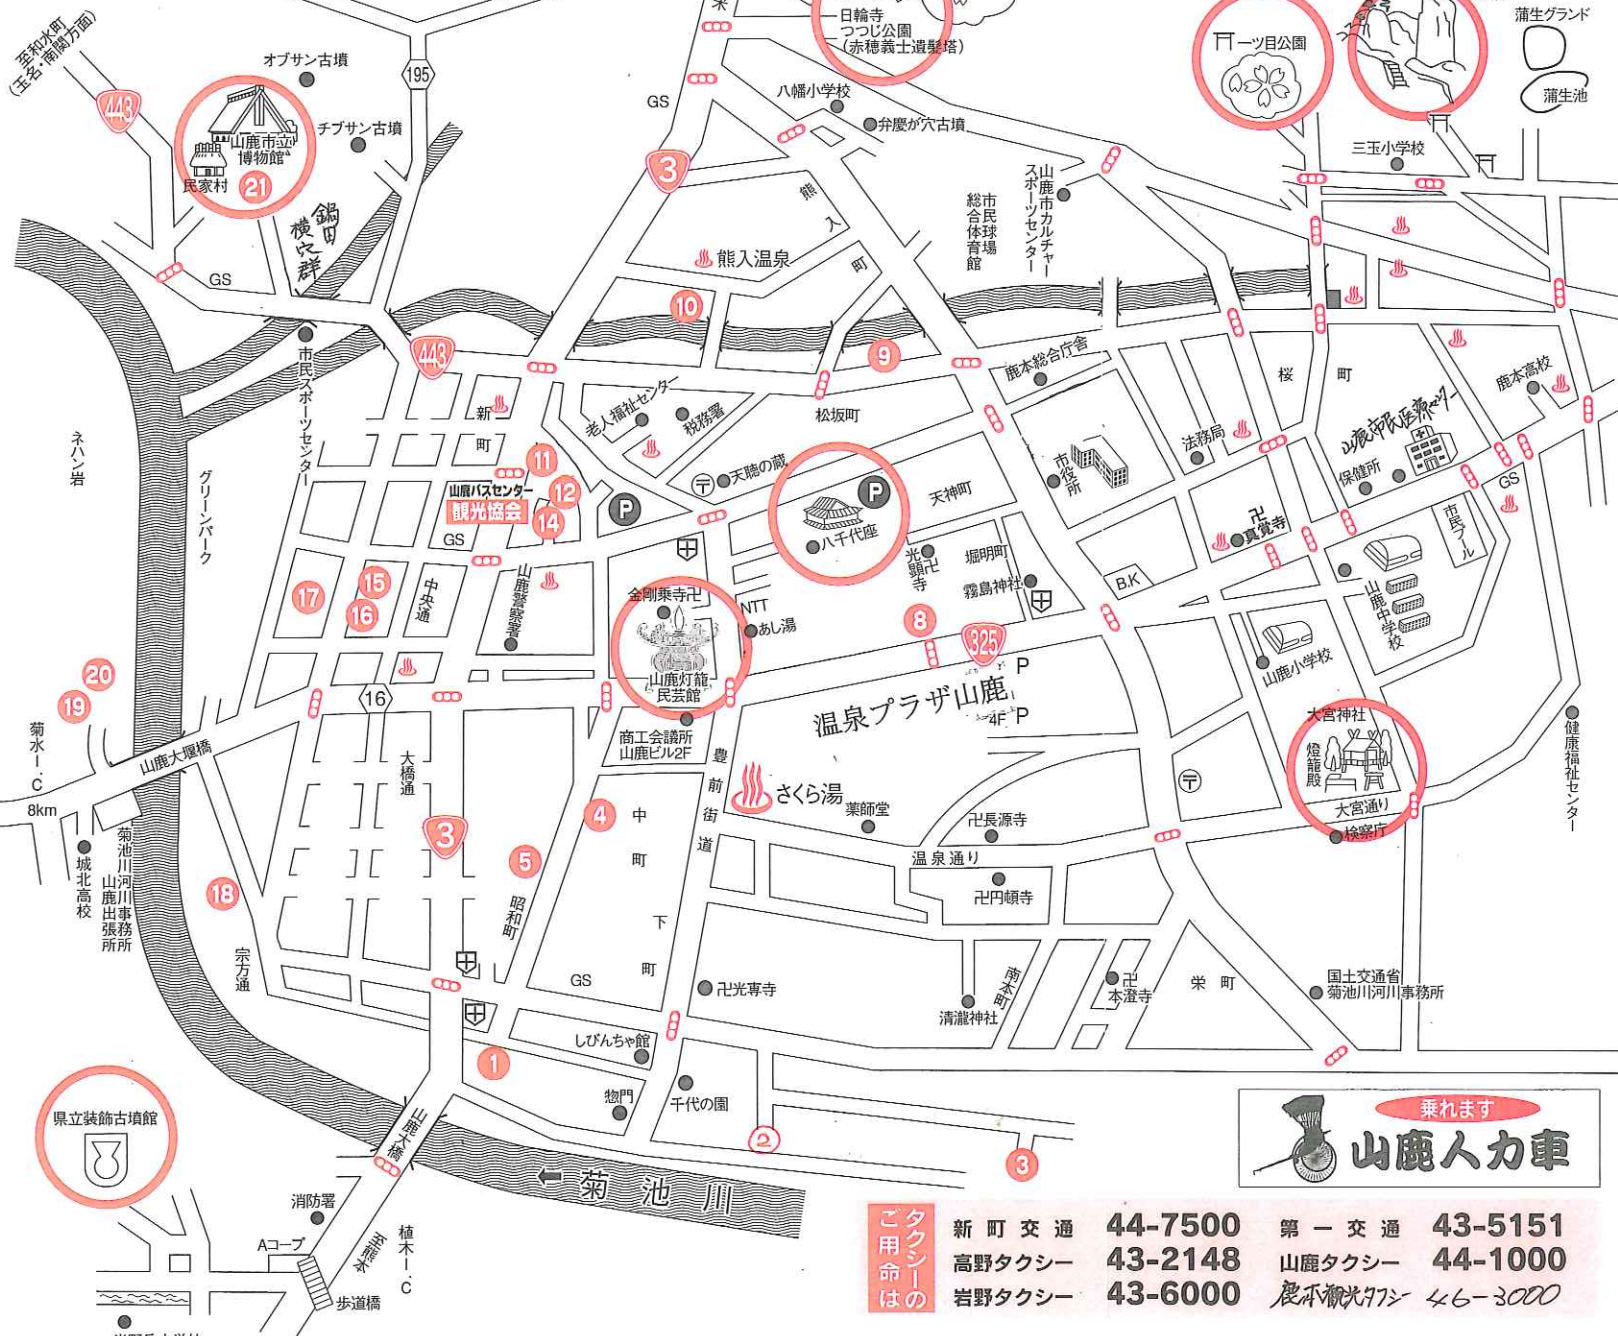 日輪寺
つつじ公園
(赤穂義士遺髪塔)
蒲生グランド
蒲生池
一ツ目公園
至和水町
(玉名・南関方面)
443
オブサン古墳
195
チブサン古墳
山鹿市立
博物館
民家村
21
鍋田
横穴群
GS
GS
3
八幡小学校
弁慶が穴古墳
熊入町
熊入温泉
市民球場
総合体育館
山鹿市カルチャー
スポーツセンター
三玉小学校
10
9
443
市民スポーツセンター
新町
老人福祉センター
税務署
松坂町
鹿本総合庁舎
桜町
鹿本高校
山鹿市民医療センター
保健所
法務局
市役所
GS
ネハン岩
グリーンパーク
11
12
14
山鹿バスセンター
観光協会
GS
P
天聴の蔵
八千代座
P
天神町
光顕寺
堀明町
霧島神社
B.K
真覚寺
市民プール
山鹿中学校
山鹿小学校
17
15
16
中央通
山鹿警察署
金剛乗寺
NTT
あし湯
山鹿灯籠
民芸館
8
325
温泉プラザ山鹿
P
4F P
大宮神社
燈籠殿
大宮通り
検察庁
健康福祉センター
20
19
16
菊水I.C
8km
山鹿大堰橋
大橋通
商工会議所
山鹿ビル2F
豊前街道
さくら湯
薬師堂
長源寺
温泉通り
円頓寺
城北高校
菊池川河川事務所
山鹿出張所
18
宗方通
3
4
5
昭和町
中町
下町
GS
光専寺
清瀧神社
南本町
本澄寺
栄町
国土交通省
菊池川河川事務所
しびんちゃ館
1
惣門
千代の園
2
3
県立装飾古墳館
山鹿大橋
←菊池川
消防署
Aコープ
至熊本
植木I.C
歩道橋
乗れます
山鹿人力車
タクシーの
ご用命は
新町交通 44-7500 第一交通 43-5151
高野タクシー 43-2148 山鹿タクシー 44-1000
岩野タクシー 43-6000 鹿本観光タクシー 46-3000